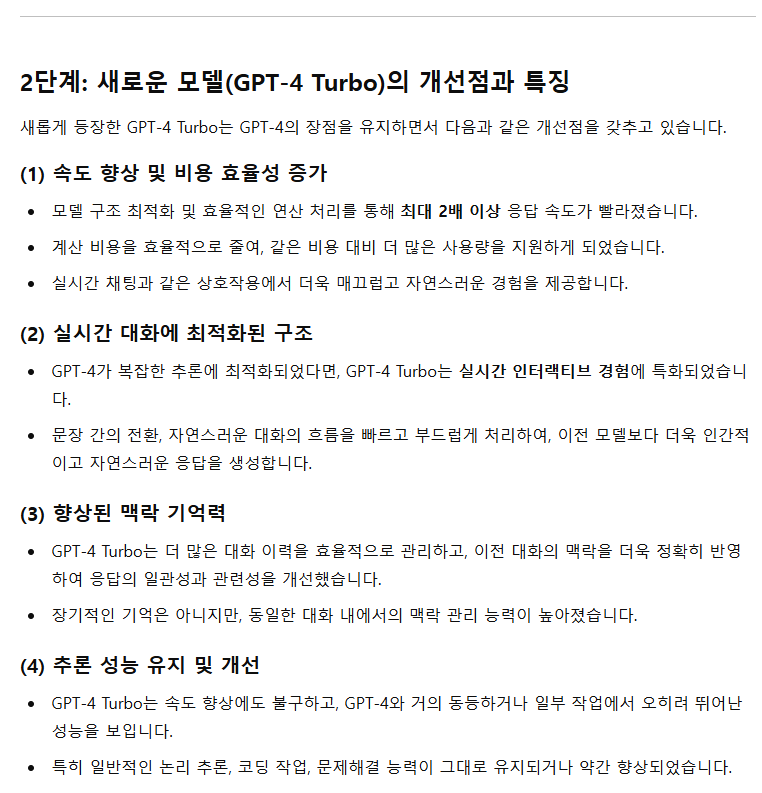 2단계: 새로운 모델(GPT-4 Turbo)의 개선점과 특징
새롭게 등장한 GPT-4 Turbo는 GPT-4의 장점을 유지하면서 다음과 같은 개선점을 갖추고 있습니다.
(1) 속도 향상 및 비용 효율성 증가
• 모델 구조 최적화 및 효율적인 연산 처리를 통해 최대 2배 이상 응답 속도가 빨라졌습니다.
• 계산 비용을 효율적으로 줄여, 같은 비용 대비 더 많은 사용량을 지원하게 되었습니다.
• 실시간 채팅과 같은 상호작용에서 더욱 매끄럽고 자연스러운 경험을 제공합니다.
(2) 실시간 대화에 최적화된 구조
• GPT-4가 복잡한 추론에 최적화되었다면, GPT-4 Turbo는 실시간 인터랙티브 경험에 특화되었습니
다.
• 문장 간의 전환, 자연스러운 대화의 흐름을 빠르고 부드럽게 처리하여, 이전 모델보다 더욱 인간적
이고 자연스러운 응답을 생성합니다.
(3) 향상된 맥락 기억력
• GPT-4 Turbo는 더 많은 대화 이력을 효율적으로 관리하고, 이전 대화의 맥락을 더욱 정확히 반영
하여 응답의 일관성과 관련성을 개선했습니다.
• 장기적인 기억은 아니지만, 동일한 대화 내에서의 맥락 관리 능력이 높아졌습니다.
(4) 추론 성능 유지 및 개선
• GPT-4 Turbo는 속도 향상에도 불구하고, GPT-4와 거의 동등하거나 일부 작업에서 오히려 뛰어난
성능을 보입니다.
• 특히 일반적인 논리 추론, 코딩 작업, 문제해결 능력이 그대로 유지되거나 약간 향상되었습니다.